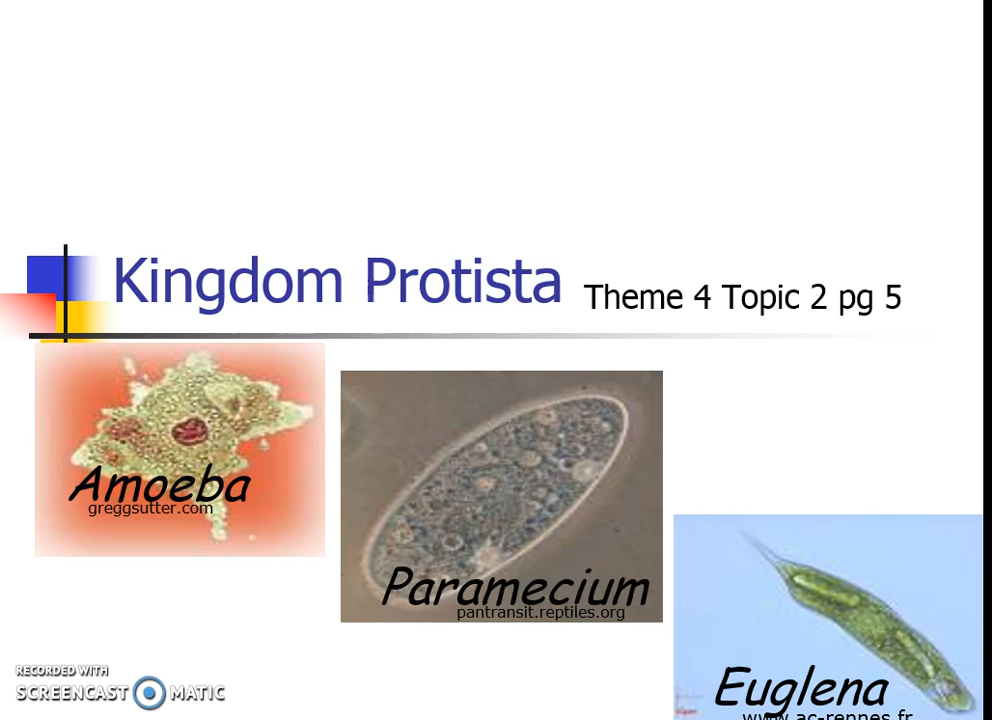 Kingdom Protista Theme 4 Topic 2 pg 5
Amoeba
greggsutter.com
Paramecium
pantransit.reptiles.org
Euglena
www.ac-rennes.fr
RECORDED WITH
SCREENCAST MATIC